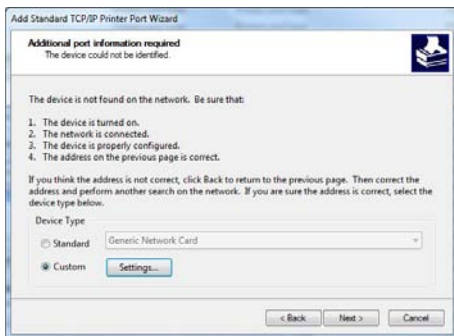 Add Standard TCP/IP Printer Port Wizard
Additional port information required
The device could not be identified.
The device is not found on the network. Be sure that:
1. The device is turned on.
2. The network is connected.
3. The device is properly configured.
4. The address on the previous page is correct.
If you think the address is not correct, click Back to return to the previous page. Then correct the
address and perform another search on the network. If you are sure the address is correct, select the
device type below.
Device Type
Standard
Generic Network Card
Custom
Settings...
< Back
Next >
Cancel